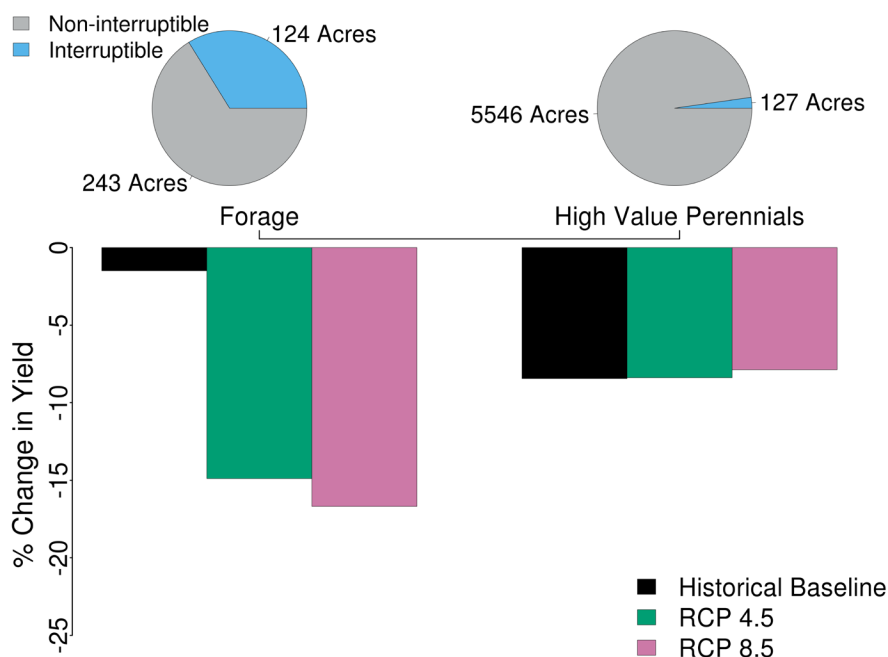 Non-interruptible
Interruptible
124 Acres
243 Acres
5546 Acres
127 Acres
Forage
High Value Perennials
% Change in Yield
0
-5
-10
-15
-20
-25
Historical Baseline
RCP 4.5
RCP 8.5